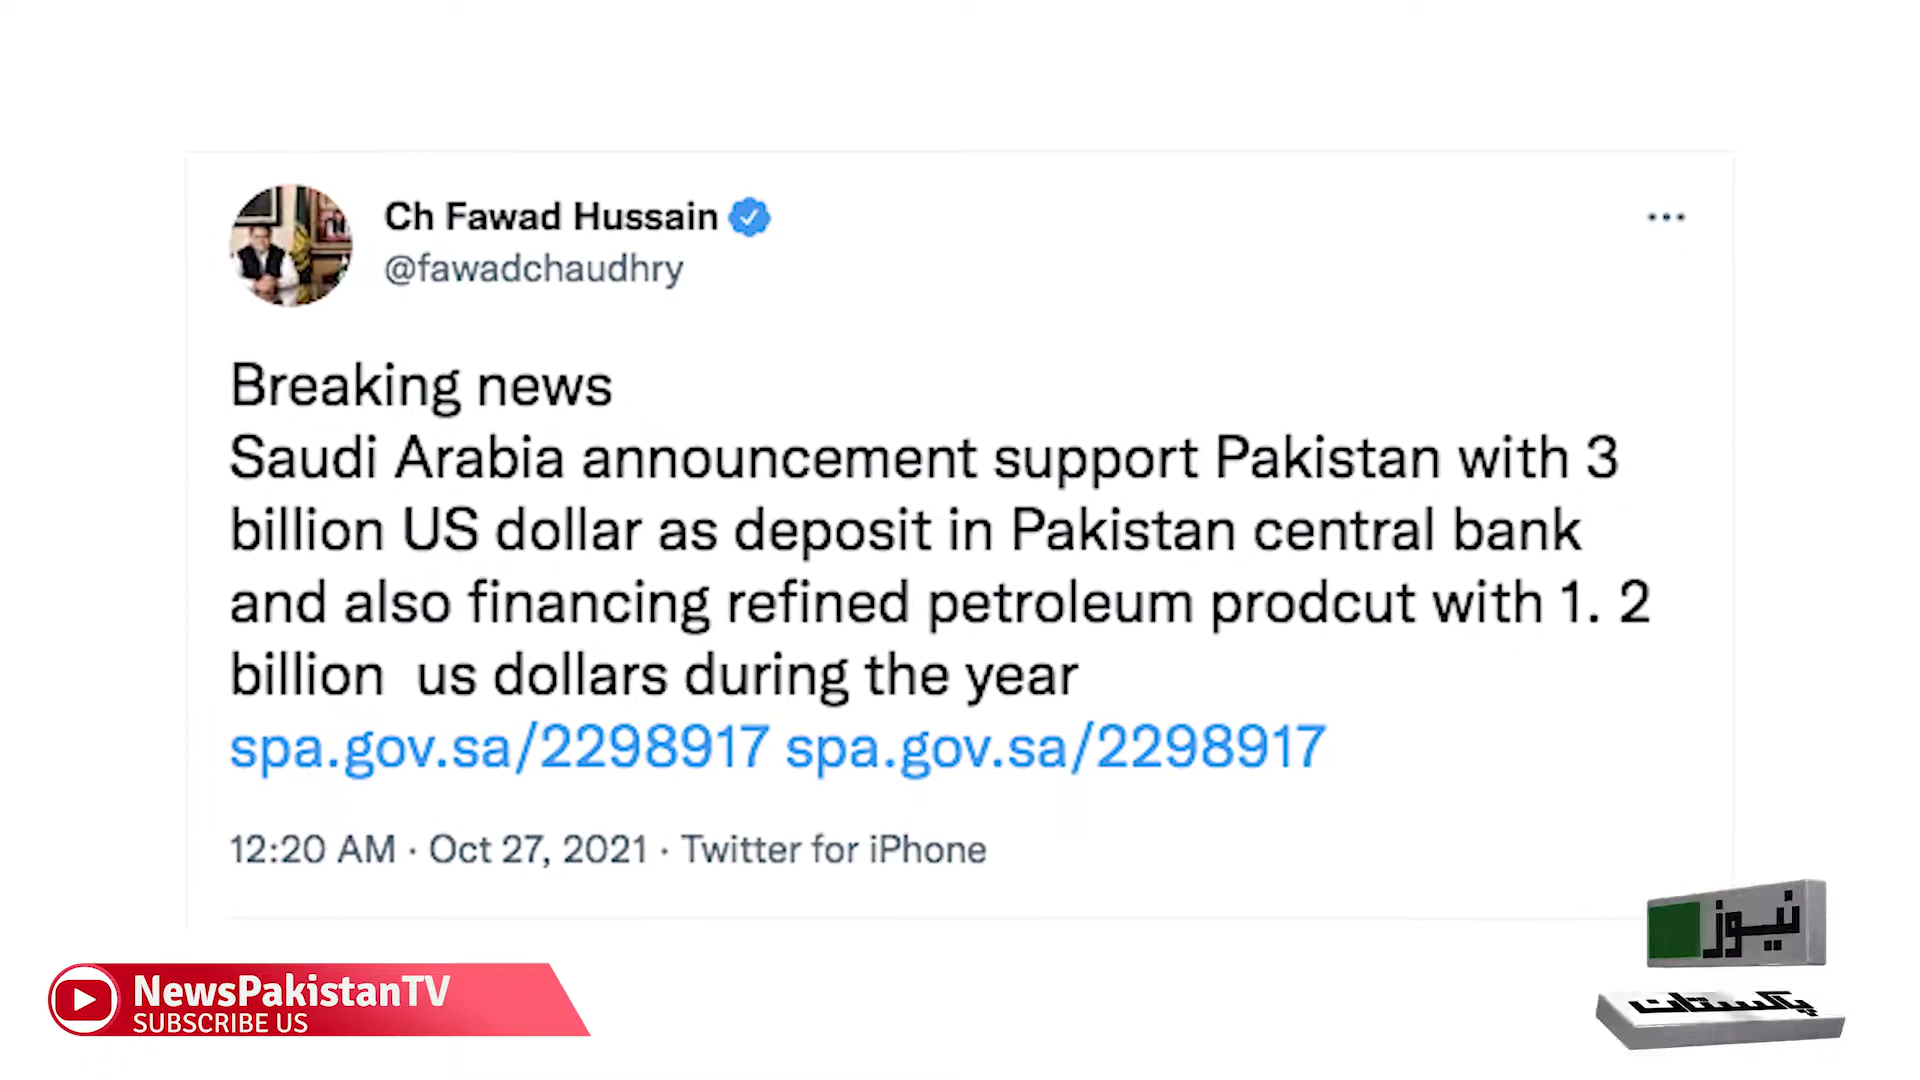 Ch Fawad Hussain
@fawadchaudhry
Breaking news
Saudi Arabia announcement support Pakistan with 3
billion US dollar as deposit in Pakistan central bank
and also financing refined petroleum prodcut with 1. 2
billion  us dollars during the year
spa.gov.sa/2298917 spa.gov.sa/2298917
12:20 AM · Oct 27, 2021 · Twitter for iPhone
نیوز
پاکستان
NewsPakistanTV
SUBSCRIBE US